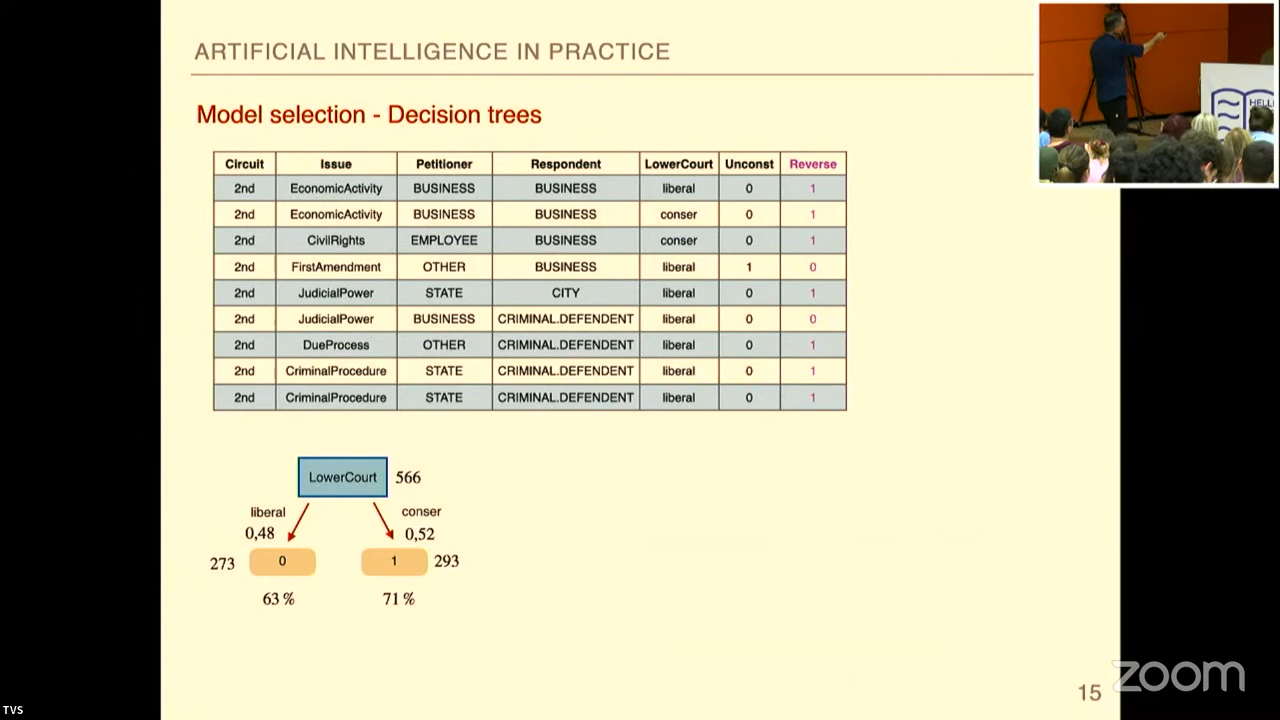 ARTIFICIAL INTELLIGENCE IN PRACTICE
HELLE
Model selection - Decision trees
Circuit Issue Petitioner Respondent LowerCourt Unconst Reverse
2nd EconomicActivity BUSINESS BUSINESS liberal 0 1
2nd EconomicActivity BUSINESS BUSINESS conser 0 1
2nd CivilRights EMPLOYEE BUSINESS conser 0 1
2nd FirstAmendment OTHER BUSINESS liberal 1 0
2nd JudicialPower STATE CITY liberal 0 1
2nd JudicialPower BUSINESS CRIMINAL.DEFENDENT liberal 0 0
2nd DueProcess OTHER CRIMINAL.DEFENDENT liberal 0 1
2nd CriminalProcedure STATE CRIMINAL.DEFENDENT liberal 0 1
2nd CriminalProcedure STATE CRIMINAL.DEFENDENT liberal 0 1
LowerCourt 566
liberal conser
0,48 0,52
273 0 1 293
63 % 71 %
15 zoom
TVS